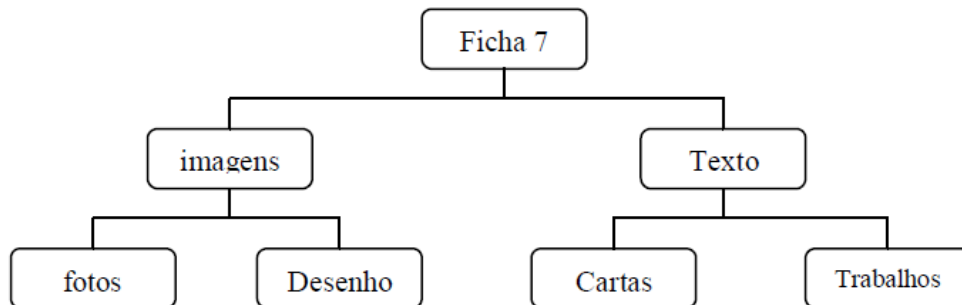 Ficha 7
imagens
Texto
fotos
Desenho
Cartas
Trabalhos